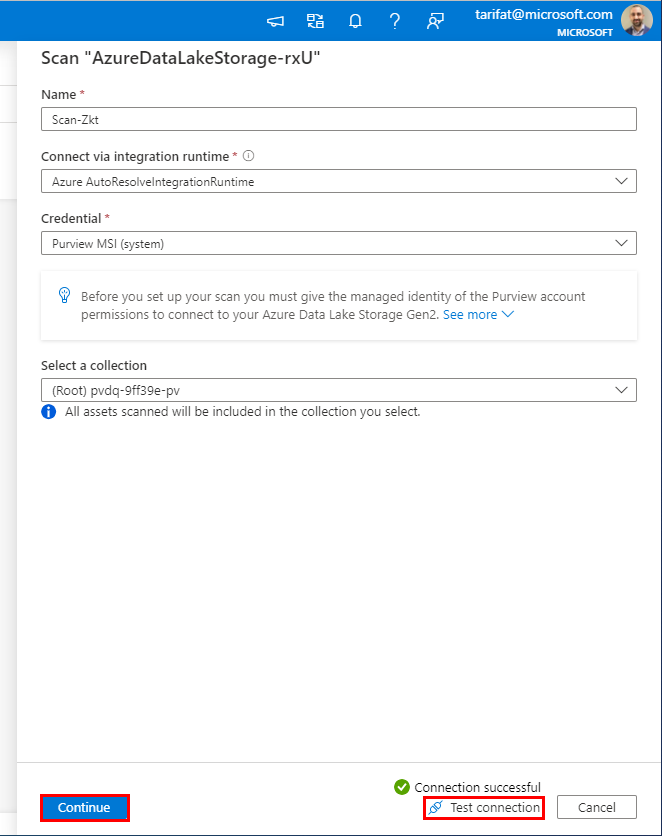 tarifat@microsoft.com
MICROSOFT
Scan "AzureDataLakeStorage-rxU"
Name *
Scan-Zkt
Connect via integration runtime *
Azure AutoResolveIntegrationRuntime
Credential *
Purview MSI (system)
Before you set up your scan you must give the managed identity of the Purview account
permissions to connect to your Azure Data Lake Storage Gen2. See more
Select a collection
(Root) pvdq-9ff39e-pv
All assets scanned will be included in the collection you select.
Connection successful
Continue
Test connection
Cancel